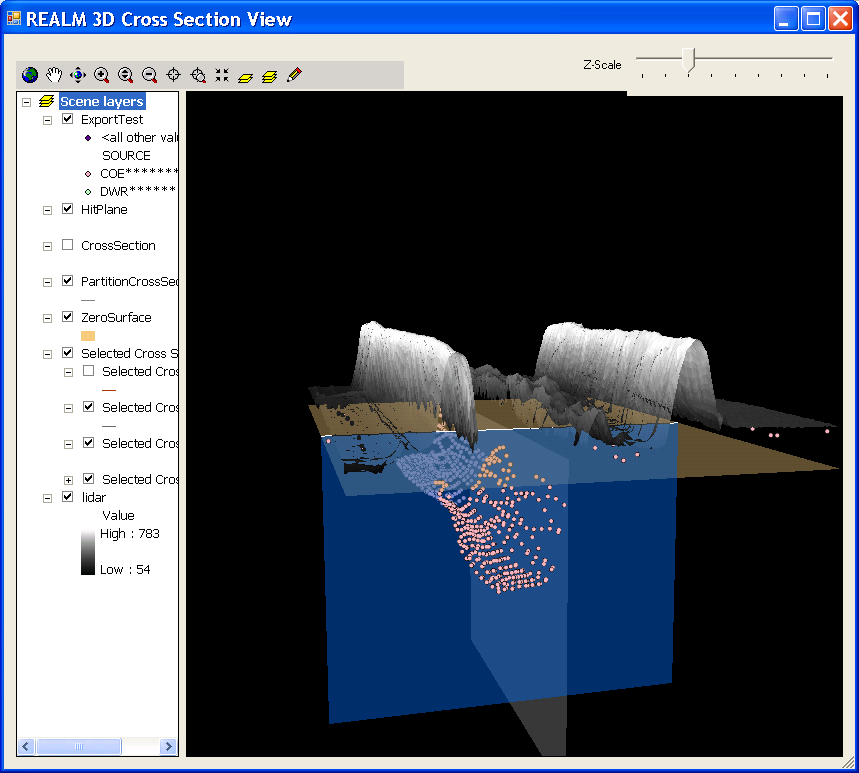 REALM 3D Cross Section View
Z-Scale
Scene layers
ExportTest
<all other valu
SOURCE
COE*******
DWR******
HitPlane
CrossSection
PartitionCrossSec
ZeroSurface
Selected Cross S
Selected Cros
Selected Cros
Selected Cros
Selected Cros
lidar
Value
High : 783
Low : 54